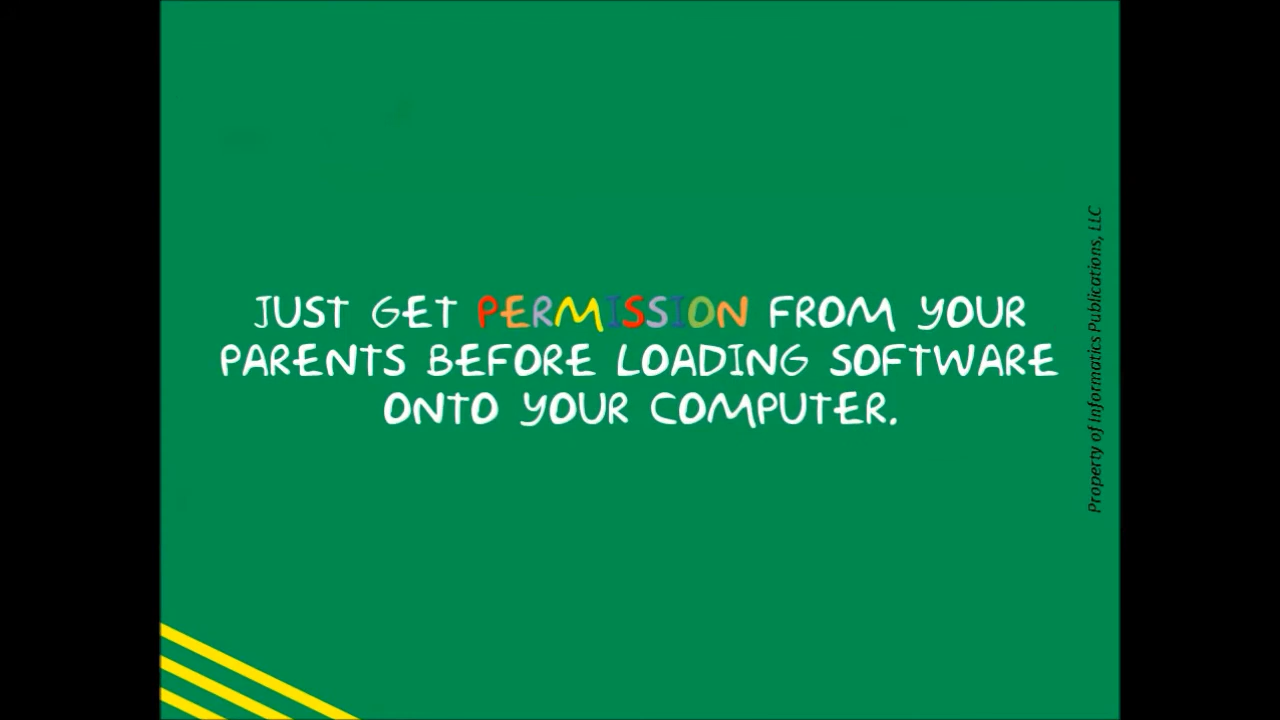 JUST GET PERMISSION FROM YOUR
PARENTS BEFORE LOADING SOFTWARE
ONTO YOUR COMPUTER.
Property of Informatics Publications, LLC